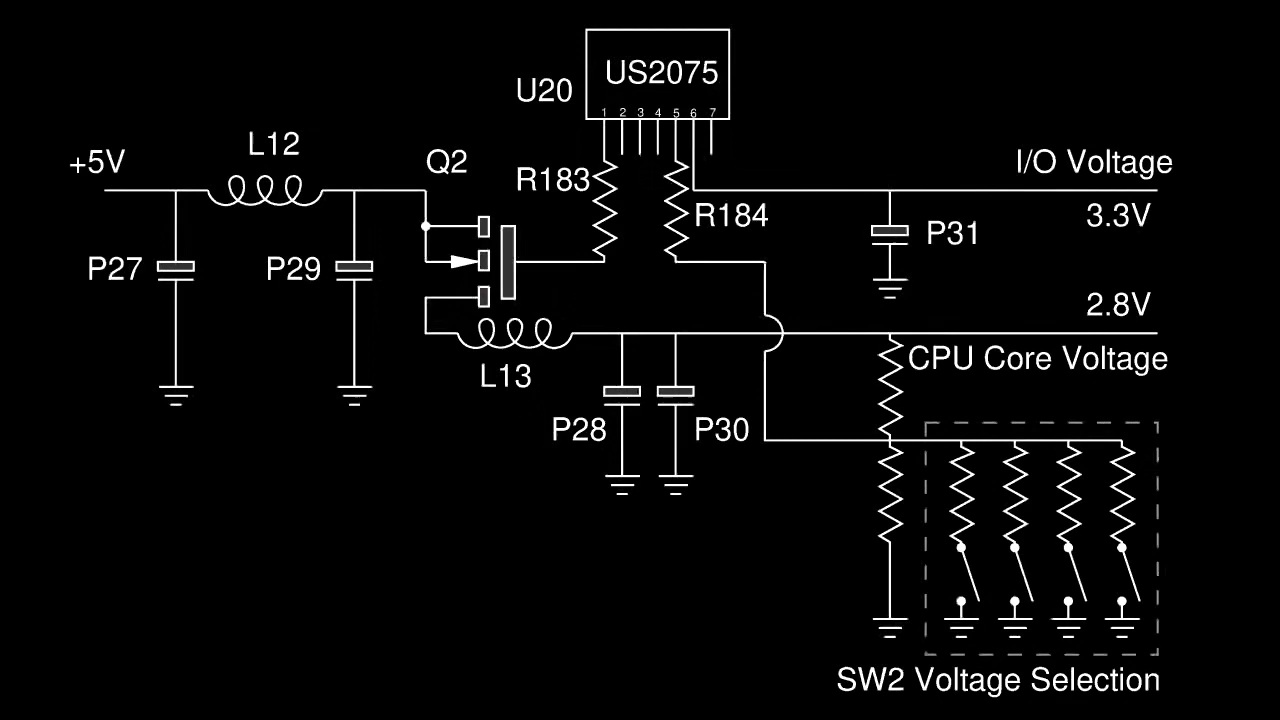 US2075
U20
1 2 3 4 5 6 7
L12
+5V
Q2
I/O Voltage
R183
R184
3.3V
P31
P27
P29
2.8V
CPU Core Voltage
L13
P28
P30
SW2 Voltage Selection